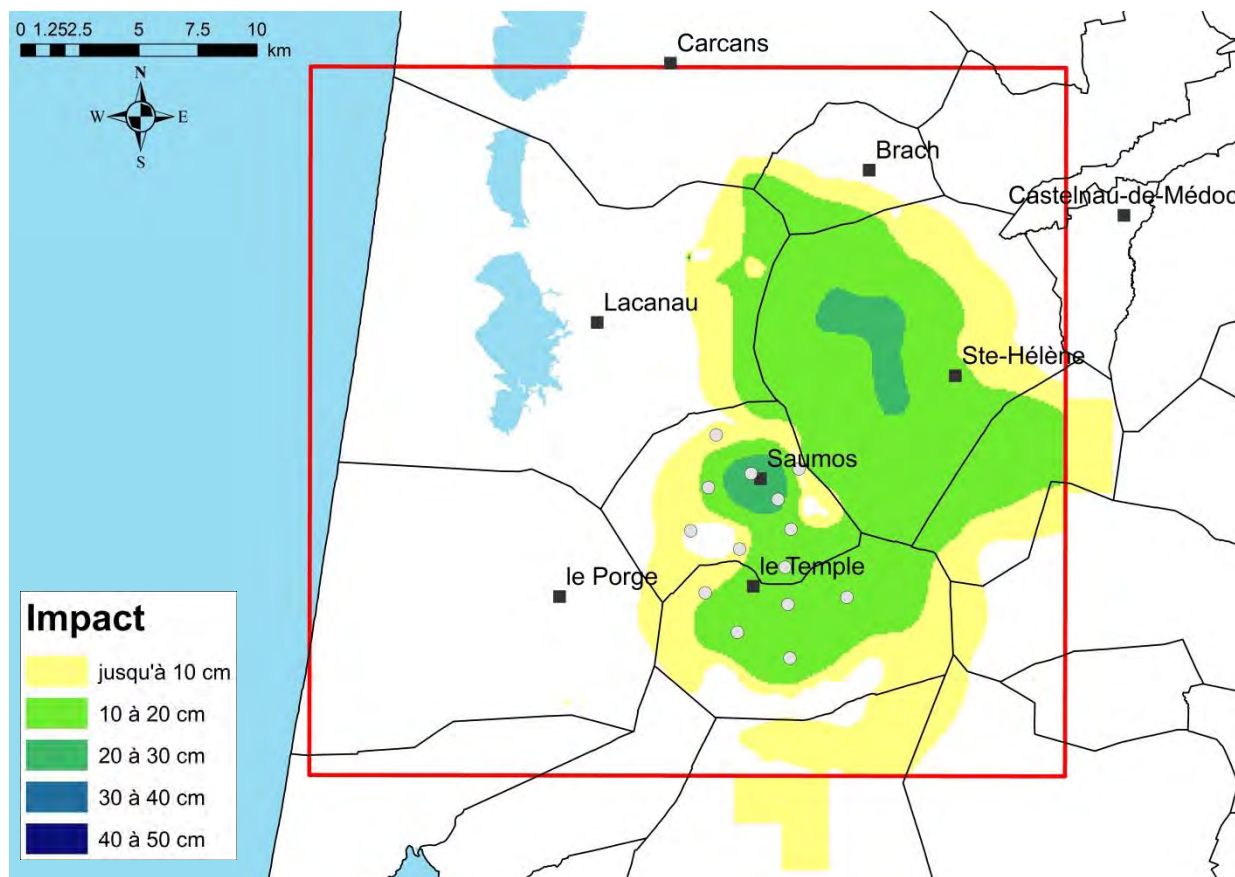 0 1.252.5 5 7.5 10
km
N
W E
S
Carcans
Brach
Castelnau-de-Médoc
Lacanau
Ste-Hélène
Saumos
le Porge
le Temple
Impact
jusqu'à 10 cm
10 à 20 cm
20 à 30 cm
30 à 40 cm
40 à 50 cm